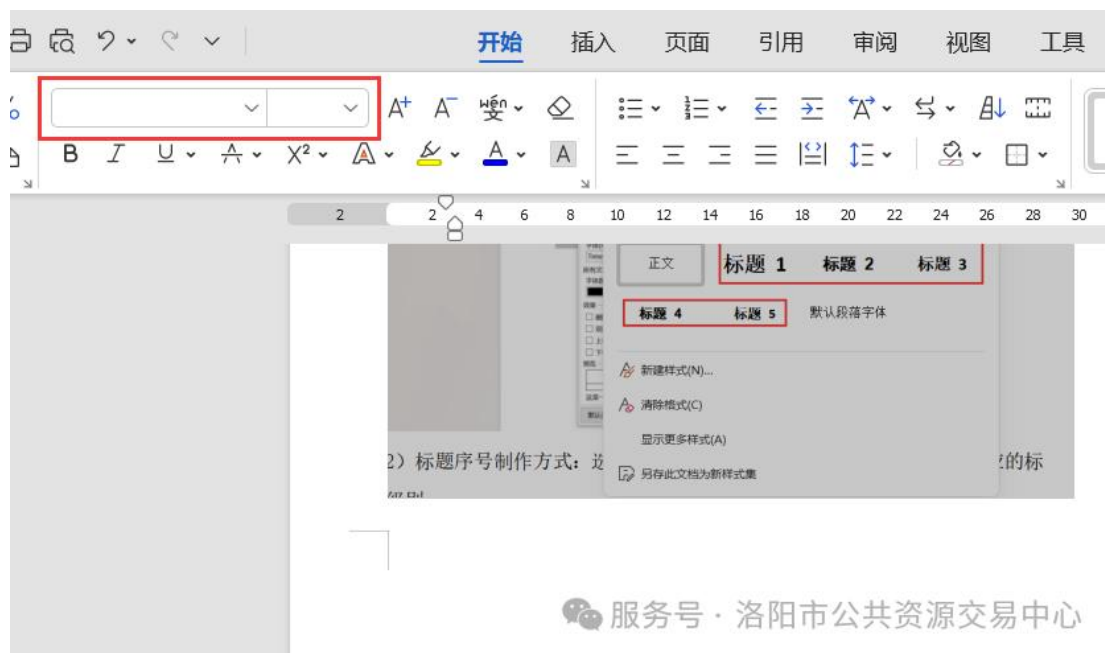 开始 插入 页面 引用 审阅 视图 工具
A+ A- wén 变
B I U A X² A A A
2 2 4 6 8 10 12 14 16 18 20 22 24 26 28 30
正文 标题 1 标题 2 标题 3
标题 4 标题 5 默认段落字体
新建样式(N)...
清除格式(C)
显示更多样式(A)
另存此文档为新样式集
2）标题序号制作方式：选
的标
服务号 · 洛阳市公共资源交易中心